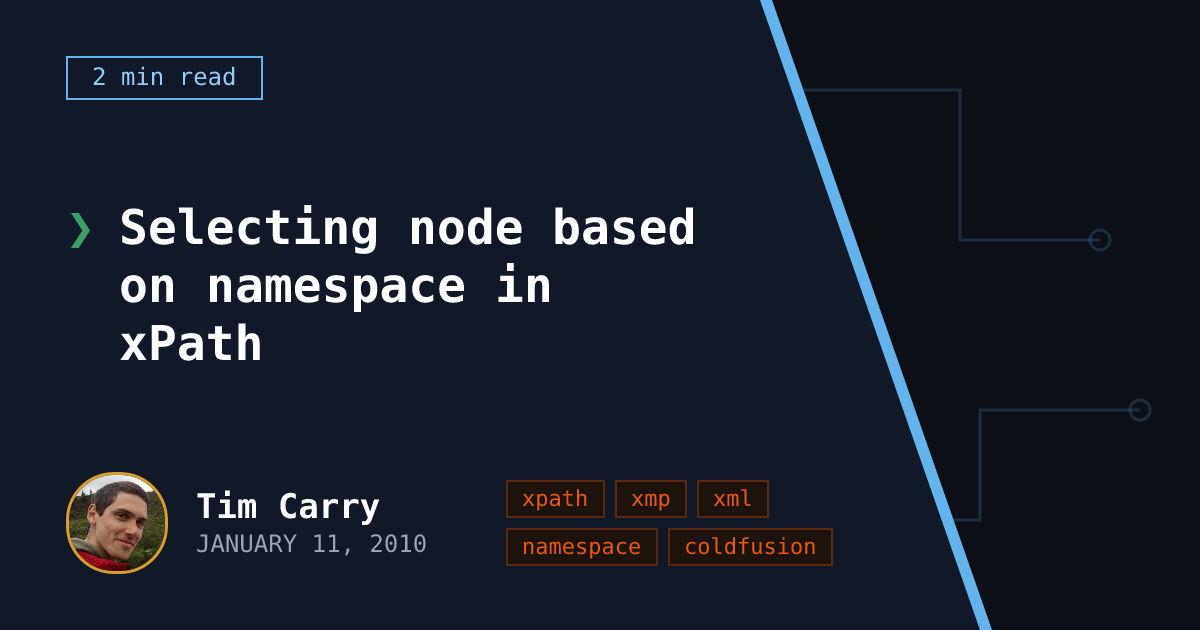 2 min read
❯ Selecting node based
on namespace in
xPath
Tim Carry
JANUARY 11, 2010
xpath xmp xml
namespace coldfusion